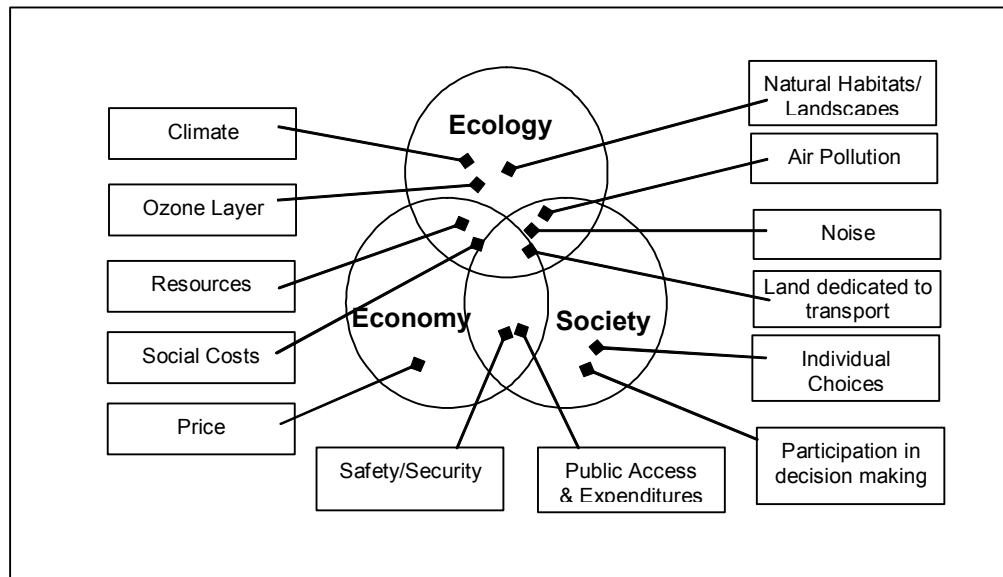 Natural Habitats/
Landscapes
Ecology
Climate
Air Pollution
Ozone Layer
Noise
Resources
Land dedicated to
transport
Economy
Society
Social Costs
Individual
Choices
Price
Participation in
decision making
Safety/Security
Public Access
& Expenditures